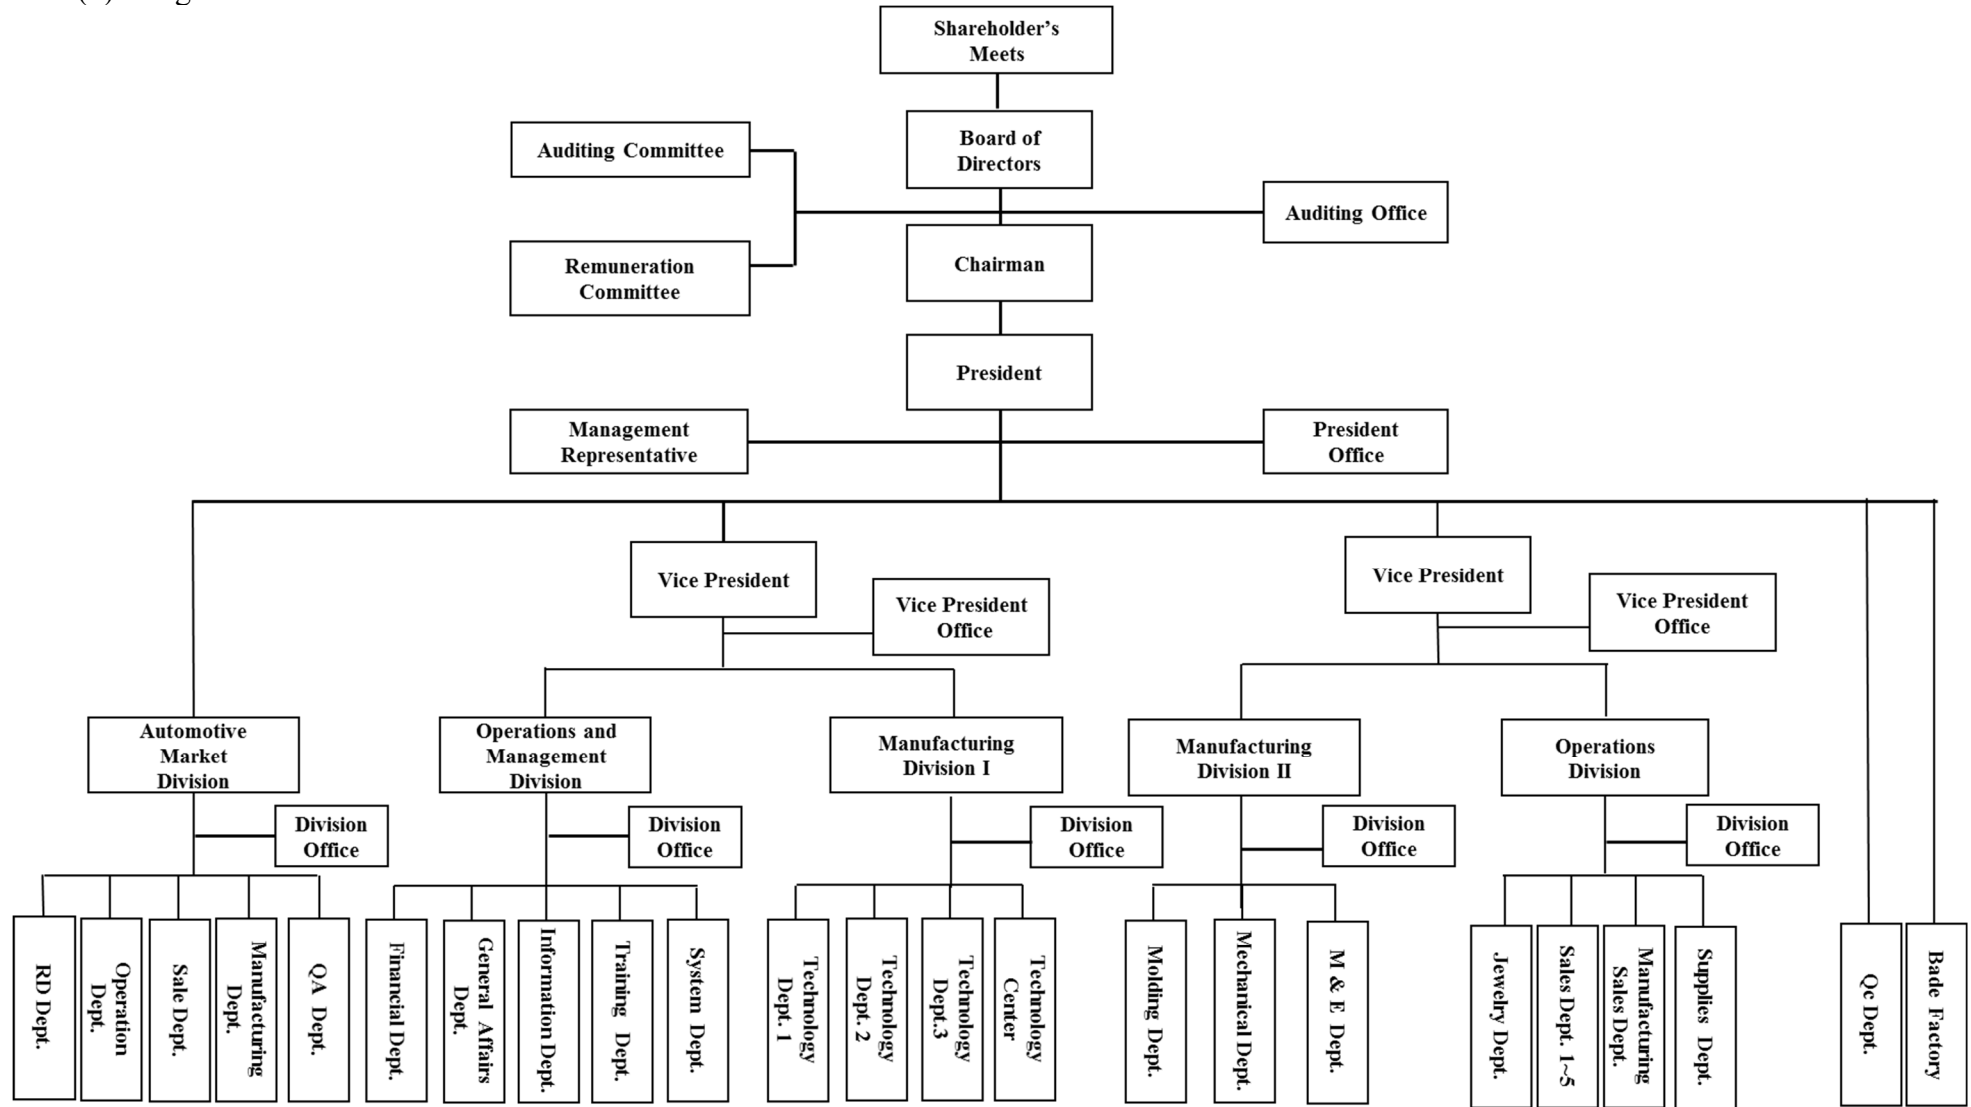 Shareholder's
Meets
Board of
Directors
Auditing Committee
Auditing Office
Remuneration
Committee
Chairman
President
Management
Representative
President
Office
Vice President
Vice President
Office
Vice President
Vice President
Office
Automotive
Market
Division
Operations and
Management
Division
Manufacturing
Division I
Manufacturing
Division II
Operations
Division
Division
Office
Division
Office
Division
Office
Division
Office
Division
Office
RD Dept.
Operation
Dept.
Sale Dept.
Manufacturing
Dept.
QA Dept.
Financial Dept.
General Affairs
Dept.
Information Dept.
Training Dept.
System Dept.
Technology
Dept. 1
Technology
Dept. 2
Technology
Dept.3
Technology
Center
Molding Dept.
Mechanical Dept.
M & E Dept.
Jewelry Dept.
Sales Dept. 1~5
Manufacturing
Sales Dept.
Supplies Dept.
Qc Dept.
Bade Factory